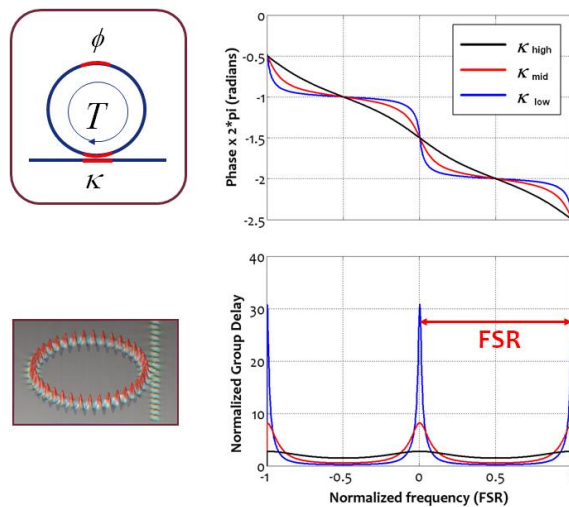 ϕ
T
κ
Phase x 2*pi (radians)
0
-0.5
-1
-1.5
-2
-2.5
κ high
κ mid
κ low
Normalized Group Delay
40
30
20
10
0
FSR
-1
-0.5
0
0.5
1
Normalized frequency (FSR)